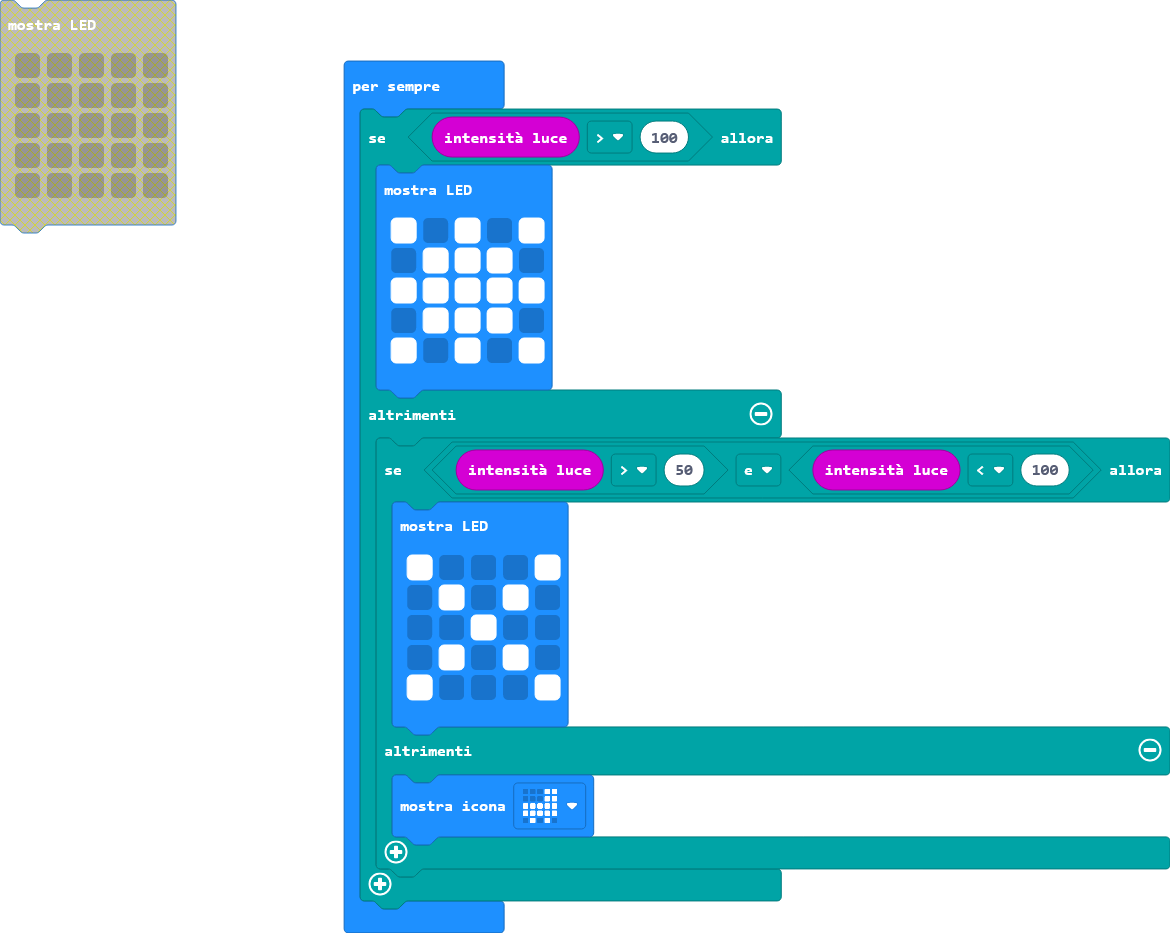 mostra LED
per sempre
se intensità luce > 100 allora
mostra LED
altrimenti
se intensità luce > 50 e intensità luce < 100 allora
mostra LED
altrimenti
mostra icona